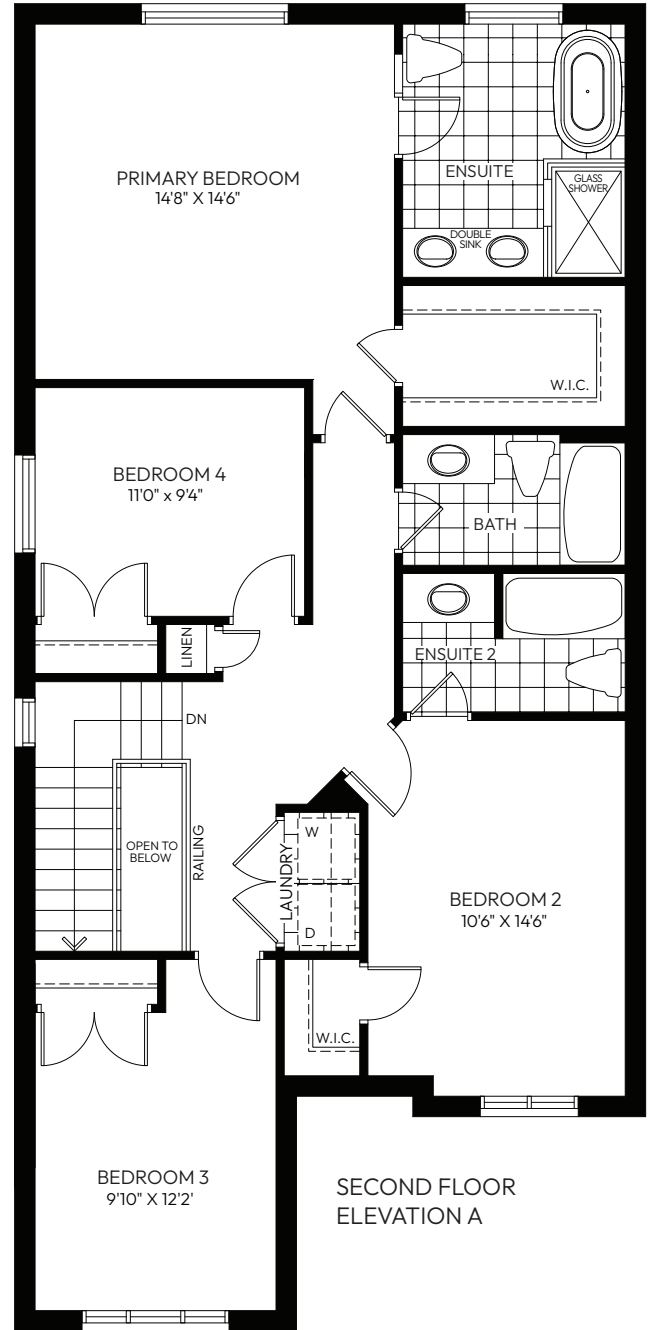 PRIMARY BEDROOM
14'8" X 14'6"
ENSUITE
GLASS
SHOWER
DOUBLE
SINK
W.I.C.
BEDROOM 4
11'0" x 9'4"
BATH
LINEN
ENSUITE 2
DN
OPEN TO
BELOW
RAILING
LAUNDRY
W
D
BEDROOM 2
10'6" X 14'6"
W.I.C.
BEDROOM 3
9'10" X 12'2'
SECOND FLOOR
ELEVATION A